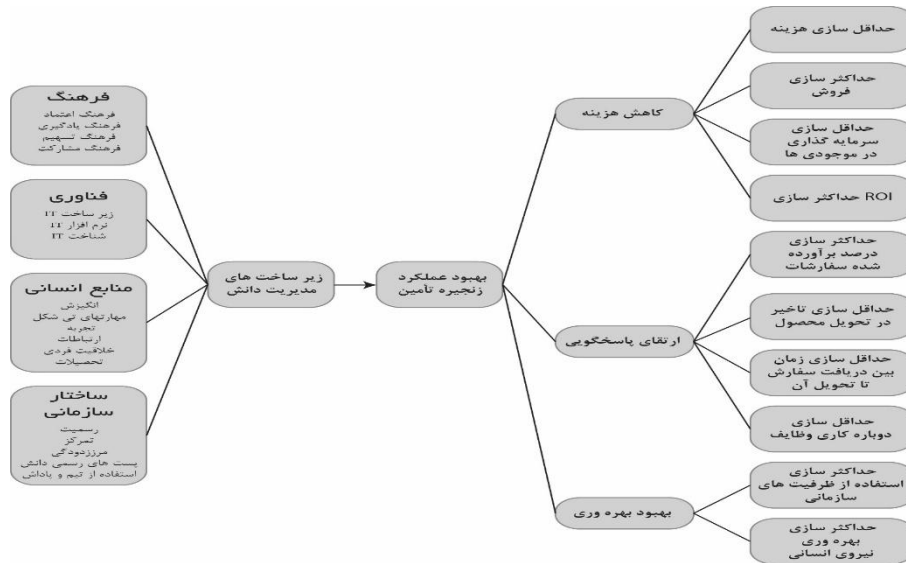 فرهنگ
فرهنگ اعتماد
فرهنگ یادگیری
فرهنگ تسهیم
فرهنگ مشارکت
فناوری
زیر ساخت IT
نرم افزار IT
شناخت IT
منابع انسانی
انگیزش
مهارتهای تی شکل
تجربه
ارتباطات
خلاقیت فردی
تحصیلات
ساختار
سازمانی
رسمیت
تمرکز
مرززدودگی
پست های رسمی دانش
استفاده از تیم و پاداش
زیر ساخت های
مدیریت دانش
بهبود عملکرد
زنجیره تأمین
کاهش هزینه
حداقل سازی هزینه
حداکثر سازی
فروش
حداقل سازی
سرمایه گذاری
در موجودی ها
حداکثر سازی ROI
ارتقای پاسخگویی
حداکثر سازی
درصد برآورده
شده سفارشات
حداقل سازی تاخیر
در تحویل محصول
حداقل سازی زمان
بین دریافت سفارش
تا تحویل آن
حداقل سازی
دوباره کاری وظایف
بهبود بهره وری
حداکثر سازی
استفاده از ظرفیت های
سازمانی
حداکثر سازی
بهره وری
نیروی انسانی